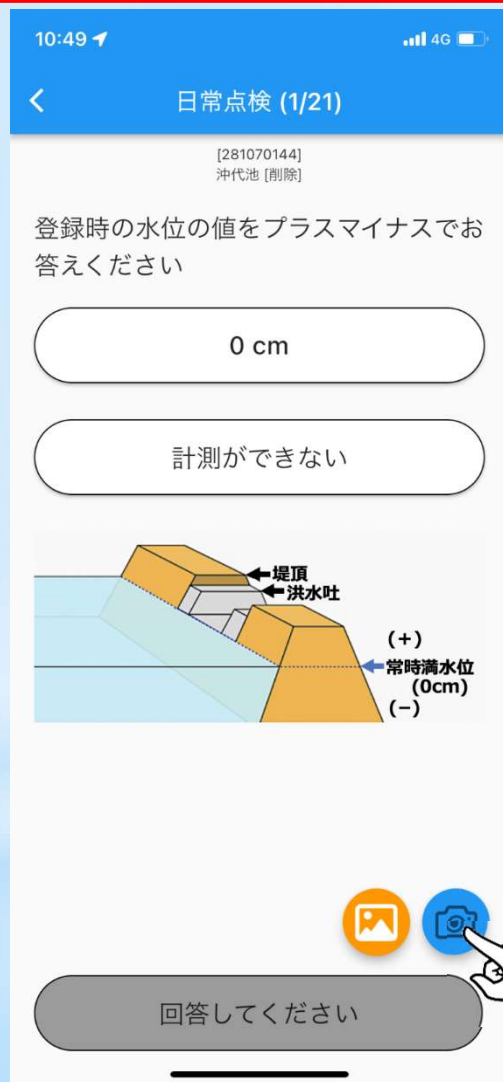 10:49
4G
日常点検 (1/21)
[281070144]
沖代池 [削除]
登録時の水位の値をプラスマイナスでお
答えください
0 cm
計測ができない
堤頂
洪水吐
(+)
常時満水位
(0cm)
(−)
回答してください